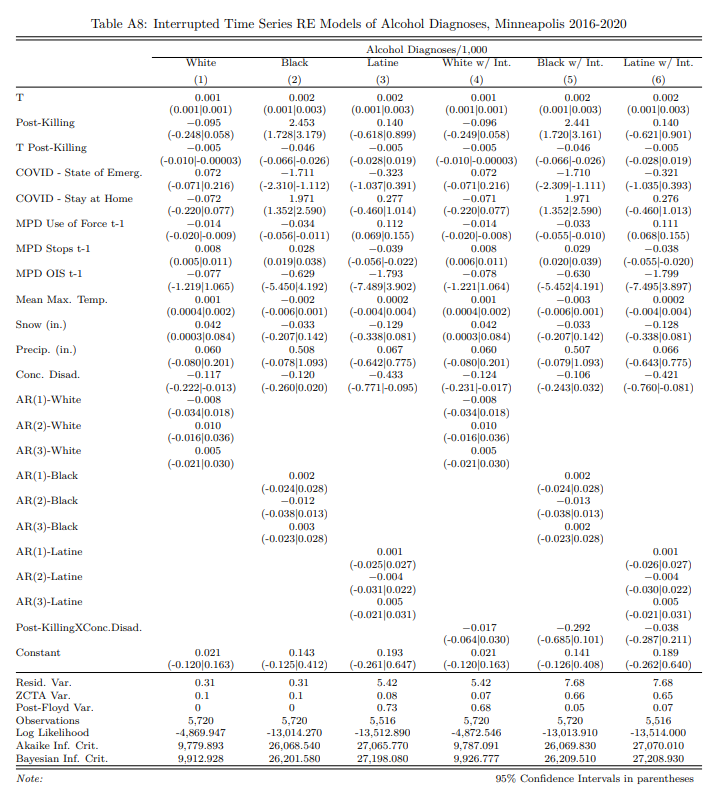 Table A8: Interrupted Time Series RE Models of Alcohol Diagnoses, Minneapolis 2016-2020
Alcohol Diagnoses/1,000
White Black Latine White w/ Int. Black w/ Int. Latine w/ Int.
(1) (2) (3) (4) (5) (6)
T 0.001 0.002 0.002 0.001 0.002 0.002
(0.001|0.001) (0.001|0.003) (0.001|0.003) (0.001|0.001) (0.001|0.003) (0.001|0.003)
Post-Killing −0.095 2.453 0.140 −0.096 2.441 0.140
(-0.248|0.058) (1.728|3.179) (-0.618|0.899) (-0.249|0.058) (1.720|3.161) (-0.621|0.901)
T Post-Killing −0.005 −0.046 −0.005 −0.005 −0.046 −0.005
(-0.010|-0.00003) (-0.066|-0.026) (-0.028|0.019) (-0.010|-0.00003) (-0.066|-0.026) (-0.028|0.019)
COVID - State of Emerg. 0.072 −1.711 −0.323 0.072 −1.710 −0.321
(-0.071|0.216) (-2.310|-1.112) (-1.037|0.391) (-0.071|0.216) (-2.309|-1.111) (-1.035|0.393)
COVID - Stay at Home −0.072 1.971 0.277 −0.071 1.971 0.276
(-0.220|0.077) (1.352|2.590) (-0.460|1.014) (-0.220|0.077) (1.352|2.590) (-0.460|1.013)
MPD Use of Force t-1 −0.014 −0.034 0.112 −0.014 −0.033 0.111
(-0.020|-0.009) (-0.056|-0.011) (0.069|0.155) (-0.020|-0.008) (-0.055|-0.010) (0.068|0.155)
MPD Stops t-1 0.008 0.028 −0.039 0.008 0.029 −0.038
(0.005|0.011) (0.019|0.038) (-0.056|-0.022) (0.006|0.011) (0.020|0.039) (-0.055|-0.020)
MPD OIS t-1 −0.077 −0.629 −1.793 −0.078 −0.630 −1.799
(-1.219|1.065) (-5.450|4.192) (-7.489|3.902) (-1.221|1.064) (-5.452|4.191) (-7.495|3.897)
Mean Max. Temp. 0.001 −0.002 0.0002 0.001 −0.003 0.0002
(0.0004|0.002) (-0.006|0.001) (-0.004|0.004) (0.0004|0.002) (-0.006|0.001) (-0.004|0.004)
Snow (in.) 0.042 −0.033 −0.129 0.042 −0.033 −0.128
(0.0003|0.084) (-0.207|0.142) (-0.338|0.081) (0.0003|0.084) (-0.207|0.142) (-0.338|0.081)
Precip. (in.) 0.060 0.508 0.067 0.060 0.507 0.066
(-0.080|0.201) (-0.078|1.093) (-0.642|0.775) (-0.080|0.201) (-0.079|1.093) (-0.643|0.775)
Conc. Disad. −0.117 −0.120 −0.433 −0.124 −0.106 −0.421
(-0.222|-0.013) (-0.260|0.020) (-0.771|-0.095) (-0.231|-0.017) (-0.243|0.032) (-0.760|-0.081)
AR(1)-White −0.008 −0.008
(-0.034|0.018) (-0.034|0.018)
AR(2)-White 0.010 0.010
(-0.016|0.036) (-0.016|0.036)
AR(3)-White 0.005 0.005
(-0.021|0.030) (-0.021|0.030)
AR(1)-Black 0.002 0.002
(-0.024|0.028) (-0.024|0.028)
AR(2)-Black −0.012 −0.013
(-0.038|0.013) (-0.038|0.013)
AR(3)-Black 0.003 0.002
(-0.023|0.028) (-0.023|0.028)
AR(1)-Latine 0.001 0.001
(-0.025|0.027) (-0.026|0.027)
AR(2)-Latine −0.004 −0.004
(-0.031|0.022) (-0.030|0.022)
AR(3)-Latine 0.005 0.005
(-0.021|0.031) (-0.021|0.031)
Post-KillingXConc.Disad. −0.017 −0.292 −0.038
(-0.064|0.030) (-0.685|0.101) (-0.287|0.211)
Constant 0.021 0.143 0.193 0.021 0.141 0.189
(-0.120|0.163) (-0.125|0.412) (-0.261|0.647) (-0.120|0.163) (-0.126|0.408) (-0.262|0.640)
Resid. Var. 0.31 0.31 5.42 5.42 7.68 7.68
ZCTA Var. 0.1 0.1 0.08 0.07 0.66 0.65
Post-Floyd Var. 0 0 0.73 0.68 0.05 0.07
Observations 5,720 5,720 5,516 5,720 5,720 5,516
Log Likelihood -4,869.947 -13,014.270 -13,512.890 -4,872.546 -13,013.910 -13,514.000
Akaike Inf. Crit. 9,779.893 26,068.540 27,065.770 9,787.091 26,069.830 27,070.010
Bayesian Inf. Crit. 9,912.928 26,201.580 27,198.080 9,926.777 26,209.510 27,208.930
Note: 95% Confidence Intervals in parentheses